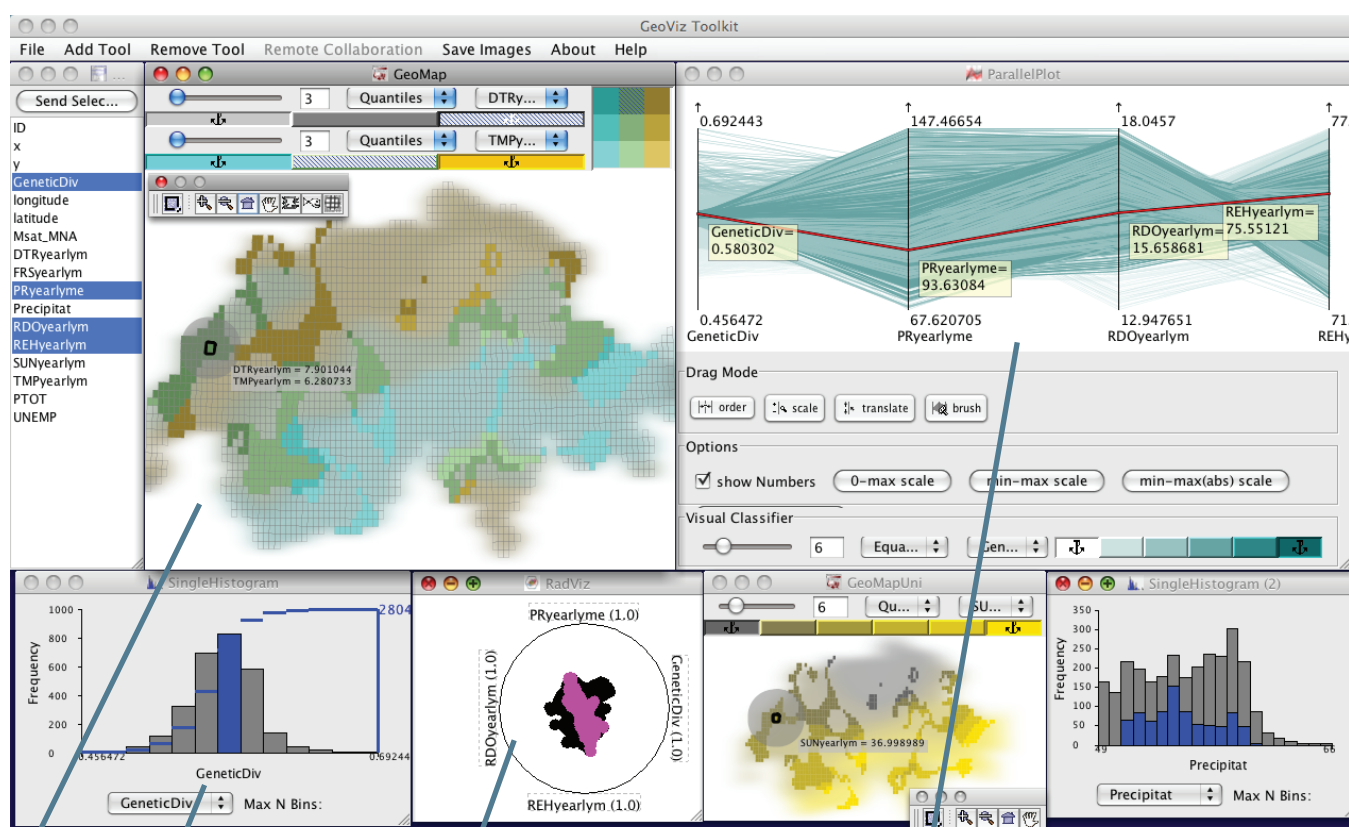 GeoViz Toolkit
File Add Tool Remove Tool Remote Collaboration Save Images About Help
...
Send Selec...
ID
x
y
GeneticDiv
longitude
latitude
Msat_MNA
DTRyearlym
FRSyearlym
PRyearlyme
Precipitat
RDOyearlym
REHyearlym
SUNyearlym
TMPyearlym
PTOT
UNEMP
GeoMap
3 Quantiles DTRy...
3 Quantiles TMPy...
DTRyearlym = 7.901044
TMPyearlym = 6.280733
ParallelPlot
0.692443 147.46654 18.0457 77
GeneticDiv=
0.580302
PRyearlyme=
93.63084
RDOyearlym=
15.658681
REHyearlym=
75.55121
0.456472 67.620705 12.947651 71
GeneticDiv PRyearlyme RDOyearlym REHy
Drag Mode
order scale translate brush
Options
show Numbers 0-max scale min-max scale min-max(abs) scale
Visual Classifier
6 Equa... Gen...
SingleHistogram
2804
1000
800
600
400
200
0
Frequency
0.456472 0.69244
GeneticDiv
GeneticDiv Max N Bins:
RadViz
PRyearlyme (1.0)
RDOyearlym (1.0)
GeneticDiv (1.0)
REHyearlym (1.0)
GeoMapUni
6 Qu... SU...
SUNyearlym = 36.998989
SingleHistogram (2)
350
300
250
200
150
100
50
0
Frequency
49 66
Precipitat
Precipitat Max N Bins: